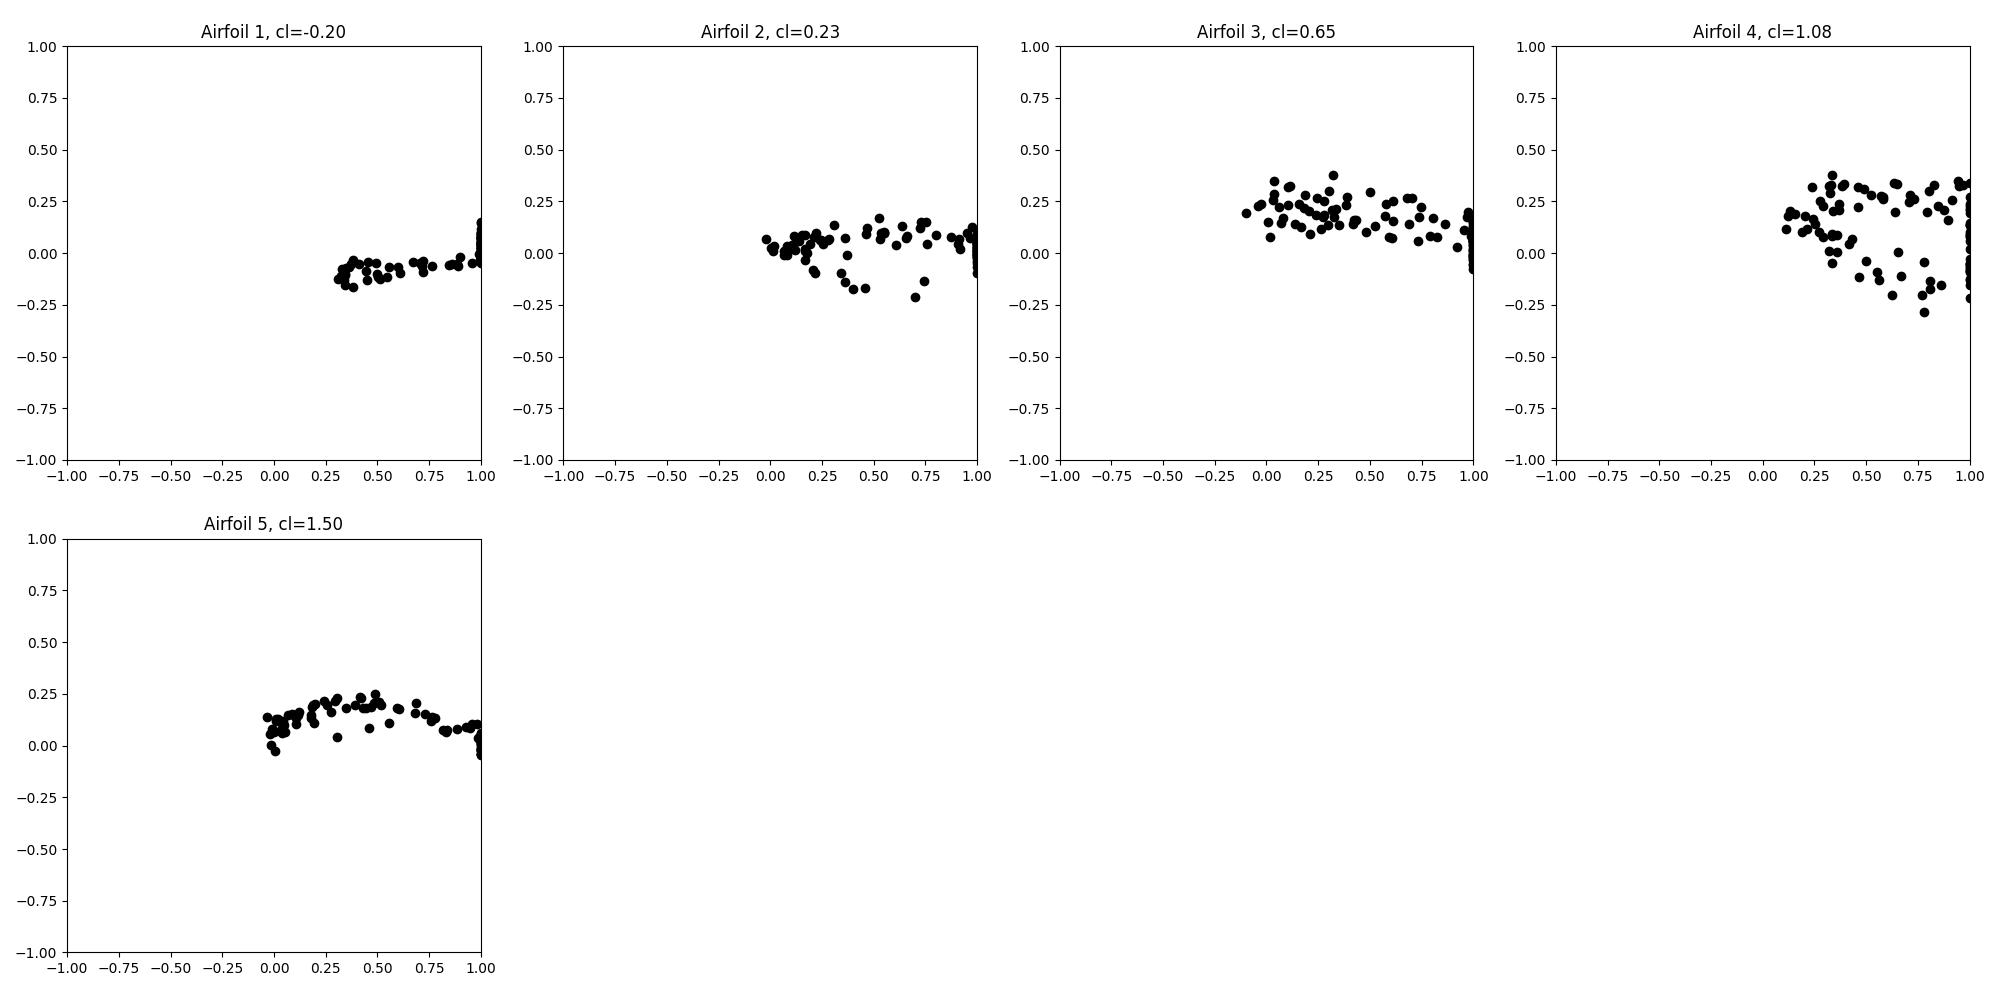 Airfoil 1, cl=-0.20
Airfoil 2, cl=0.23
Airfoil 3, cl=0.65
Airfoil 4, cl=1.08
1.00 1.00 1.00 1.00
0.75 0.75 0.75 0.75
0.50 0.50 0.50 0.50
0.25 0.25 0.25 0.25
0.00 0.00 0.00 0.00
−0.25 −0.25 −0.25 −0.25
−0.50 −0.50 −0.50 −0.50
−0.75 −0.75 −0.75 −0.75
−1.00 −1.00 −1.00 −1.00
−1.00 −0.75 −0.50 −0.25 0.00 0.25 0.50 0.75 1.00
−1.00 −0.75 −0.50 −0.25 0.00 0.25 0.50 0.75 1.00
−1.00 −0.75 −0.50 −0.25 0.00 0.25 0.50 0.75 1.00
−1.00 −0.75 −0.50 −0.25 0.00 0.25 0.50 0.75 1.00
Airfoil 5, cl=1.50
1.00
0.75
0.50
0.25
0.00
−0.25
−0.50
−0.75
−1.00
−1.00 −0.75 −0.50 −0.25 0.00 0.25 0.50 0.75 1.00